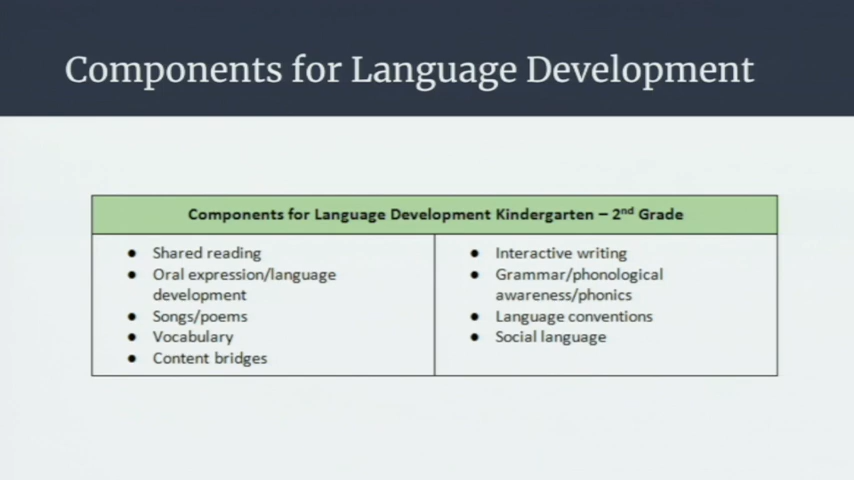 Components for Language Development
Components for Language Development Kindergarten – 2nd Grade
● Shared reading
● Oral expression/language
development
● Songs/poems
● Vocabulary
● Content bridges
● Interactive writing
● Grammar/phonological
awareness/phonics
● Language conventions
● Social language